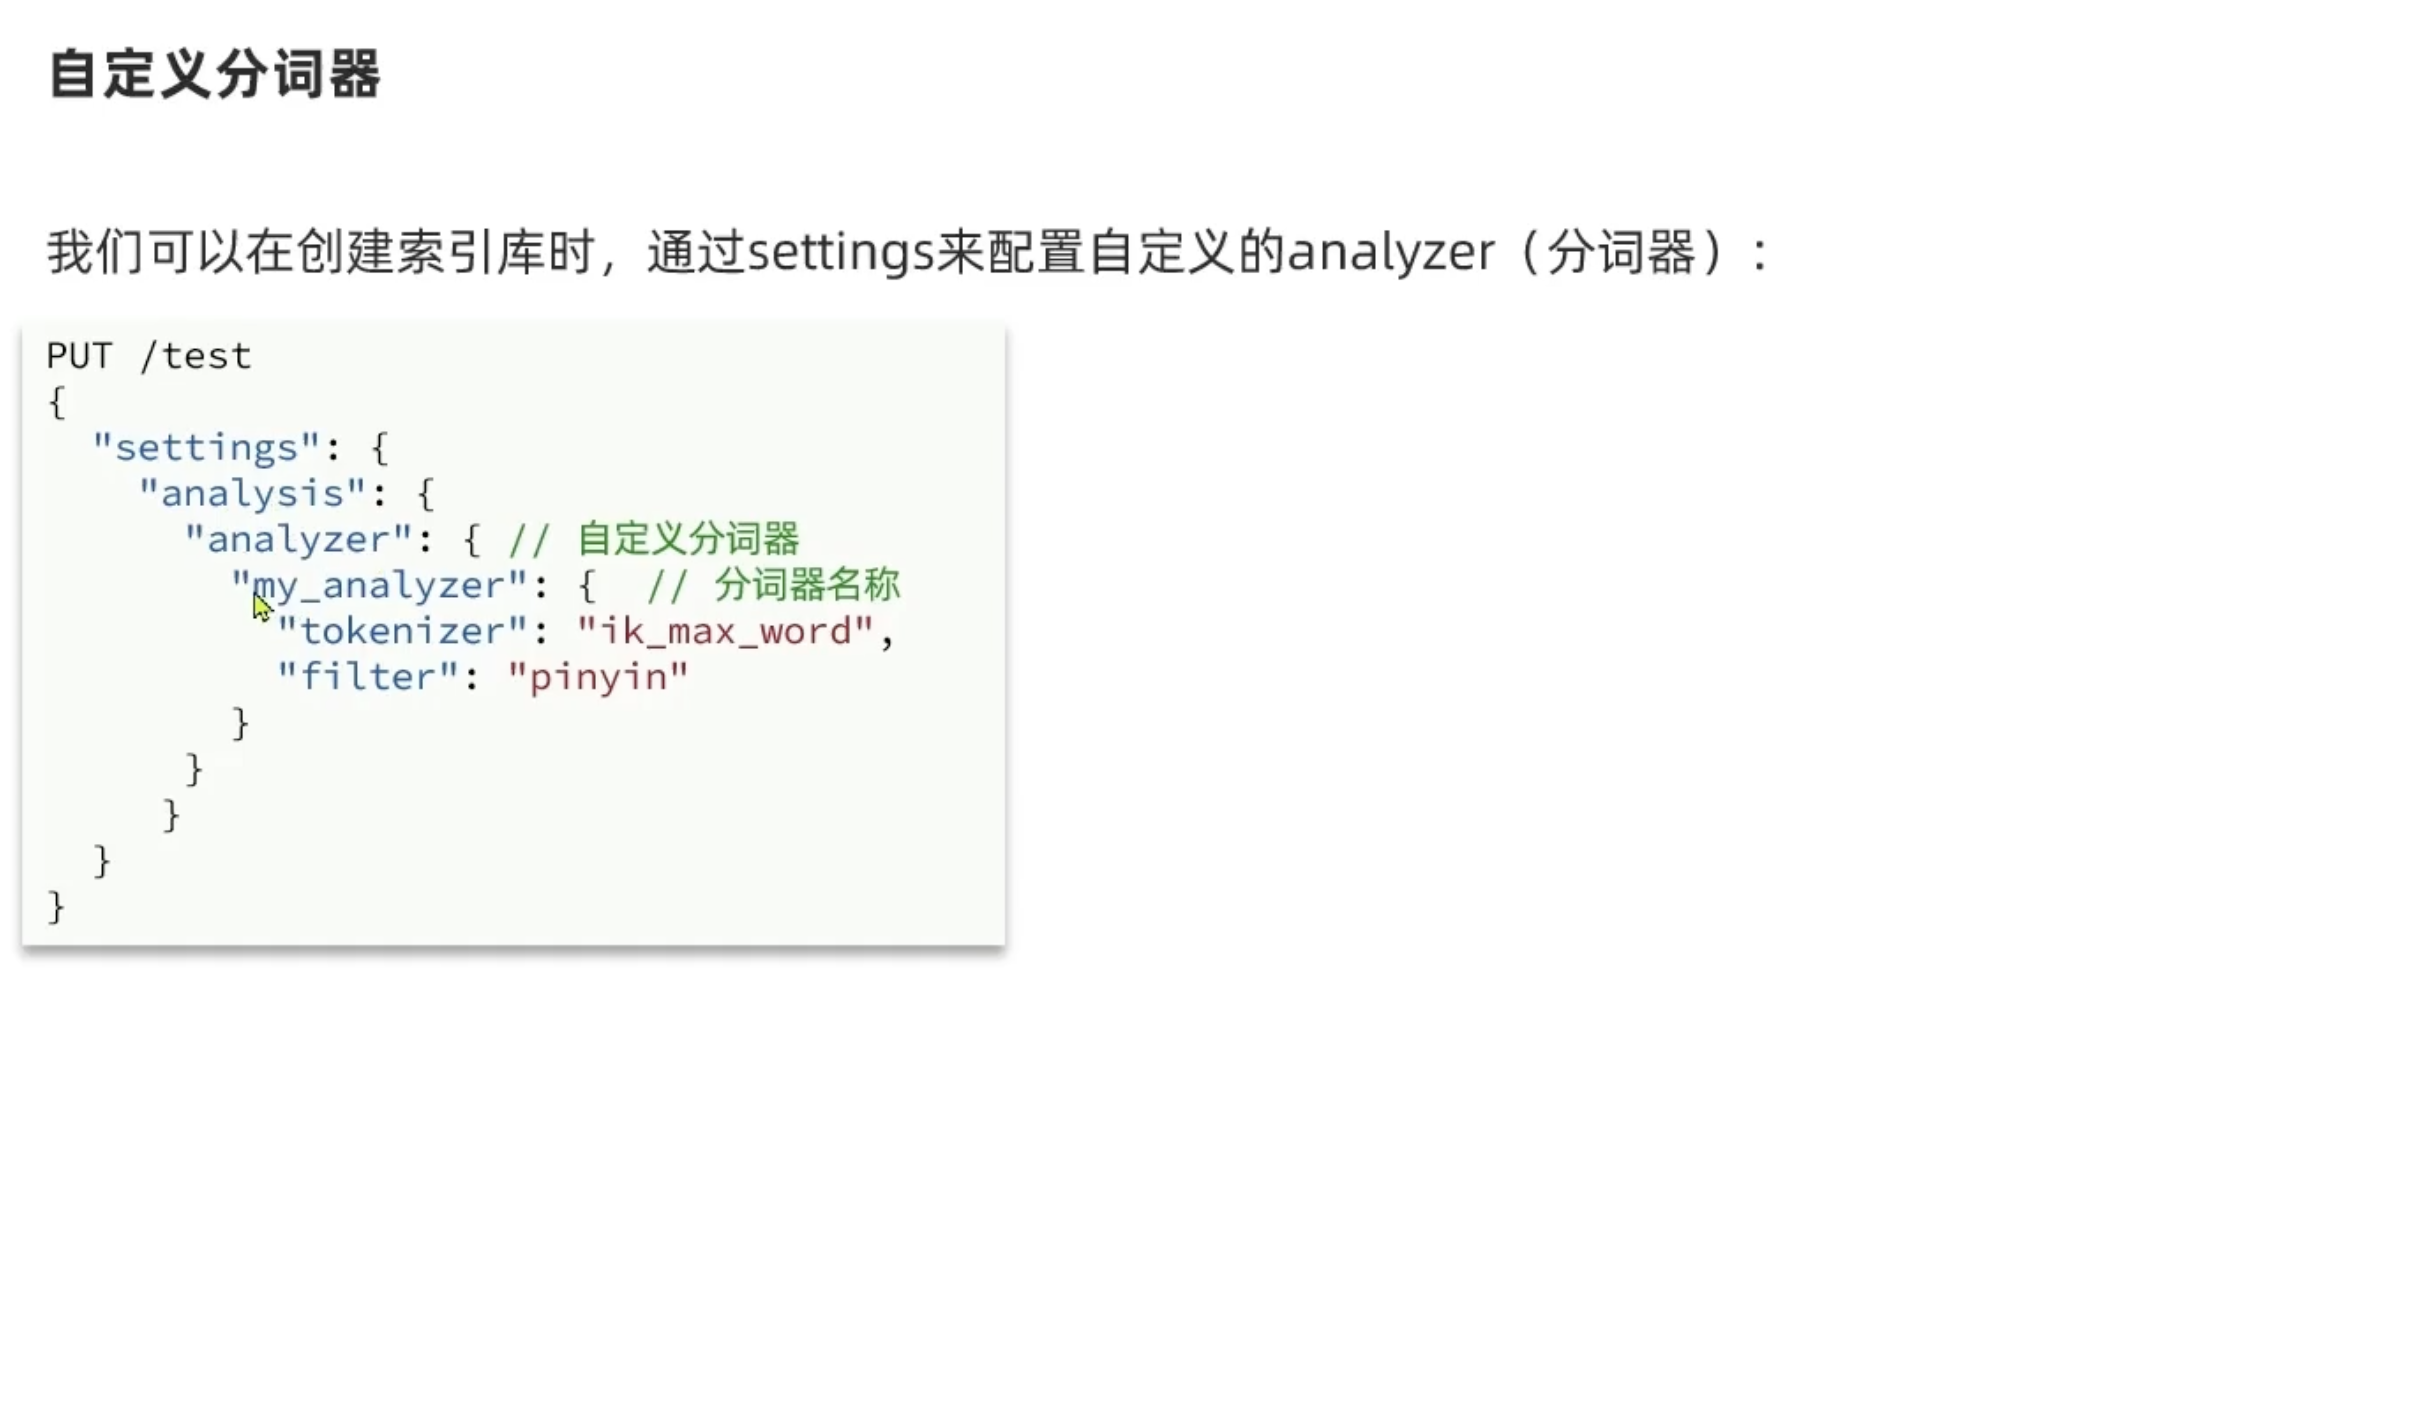 自定义分词器
我们可以在创建索引库时，通过settings来配置自定义的analyzer（分词器）：
PUT /test
{
  "settings": {
    "analysis": {
      "analyzer": { // 自定义分词器
        "my_analyzer": {  // 分词器名称
          "tokenizer": "ik_max_word",
          "filter": "pinyin"
        }
      }
     }
  }
}